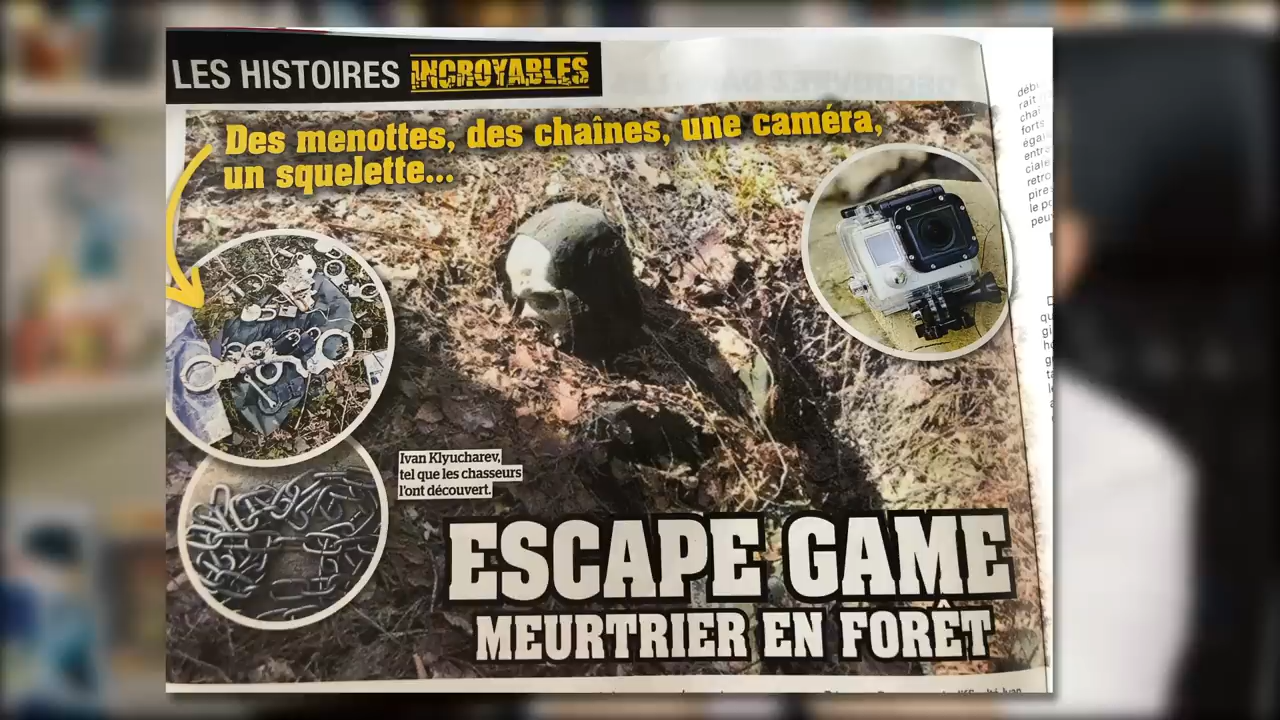 LES HISTOIRES INCROYABLES
Des menottes, des chaînes, une caméra,
un squelette...
Ivan Klyucharev,
tel que les chasseurs
l'ont découvert.
ESCAPE GAME
MEURTRIER EN FORÊT